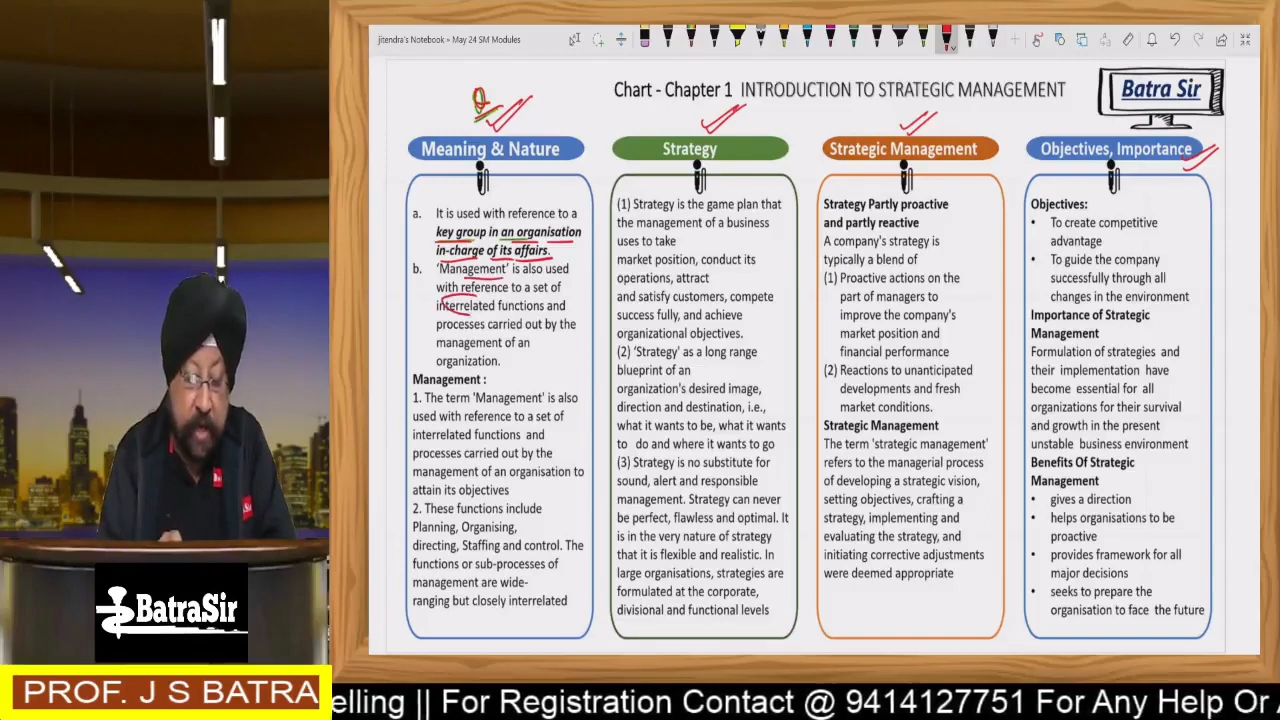 jitendra's Notebook » May 24 SM Modules
Chart - Chapter 1 INTRODUCTION TO STRATEGIC MANAGEMENT
Batra Sir
Meaning & Nature
a. It is used with reference to a
key group in an organisation
in-charge of its affairs.
b. ‘Management’ is also used
with reference to a set of
interrelated functions and
processes carried out by the
management of an
organization.
Management :
1. The term 'Management' is also
used with reference to a set of
interrelated functions and
processes carried out by the
management of an organisation to
attain its objectives
2. These functions include
Planning, Organising,
directing, Staffing and control. The
functions or sub-processes of
management are wide-
ranging but closely interrelated
Strategy
(1) Strategy is the game plan that
the management of a business
uses to take
market position, conduct its
operations, attract
and satisfy customers, compete
success fully, and achieve
organizational objectives.
(2) ‘Strategy’ as a long range
blueprint of an
organization's desired image,
direction and destination, i.e.,
what it wants to be, what it wants
to do and where it wants to go
(3) Strategy is no substitute for
sound, alert and responsible
management. Strategy can never
be perfect, flawless and optimal. It
is in the very nature of strategy
that it is flexible and realistic. In
large organisations, strategies are
formulated at the corporate,
divisional and functional levels
Strategic Management
Strategy Partly proactive
and partly reactive
A company's strategy is
typically a blend of
(1) Proactive actions on the
part of managers to
improve the company's
market position and
financial performance
(2) Reactions to unanticipated
developments and fresh
market conditions.
Strategic Management
The term 'strategic management'
refers to the managerial process
of developing a strategic vision,
setting objectives, crafting a
strategy, implementing and
evaluating the strategy, and
initiating corrective adjustments
were deemed appropriate
Objectives, Importance
Objectives:
• To create competitive
advantage
• To guide the company
successfully through all
changes in the environment
Importance of Strategic
Management
Formulation of strategies and
their implementation have
become essential for all
organizations for their survival
and growth in the present
unstable business environment
Benefits Of Strategic
Management
• gives a direction
• helps organisations to be
proactive
• provides framework for all
major decisions
• seeks to prepare the
organisation to face the future
BatraSir
PROF. J S BATRA
elling || For Registration Contact @ 9414127751 For Any Help Or A